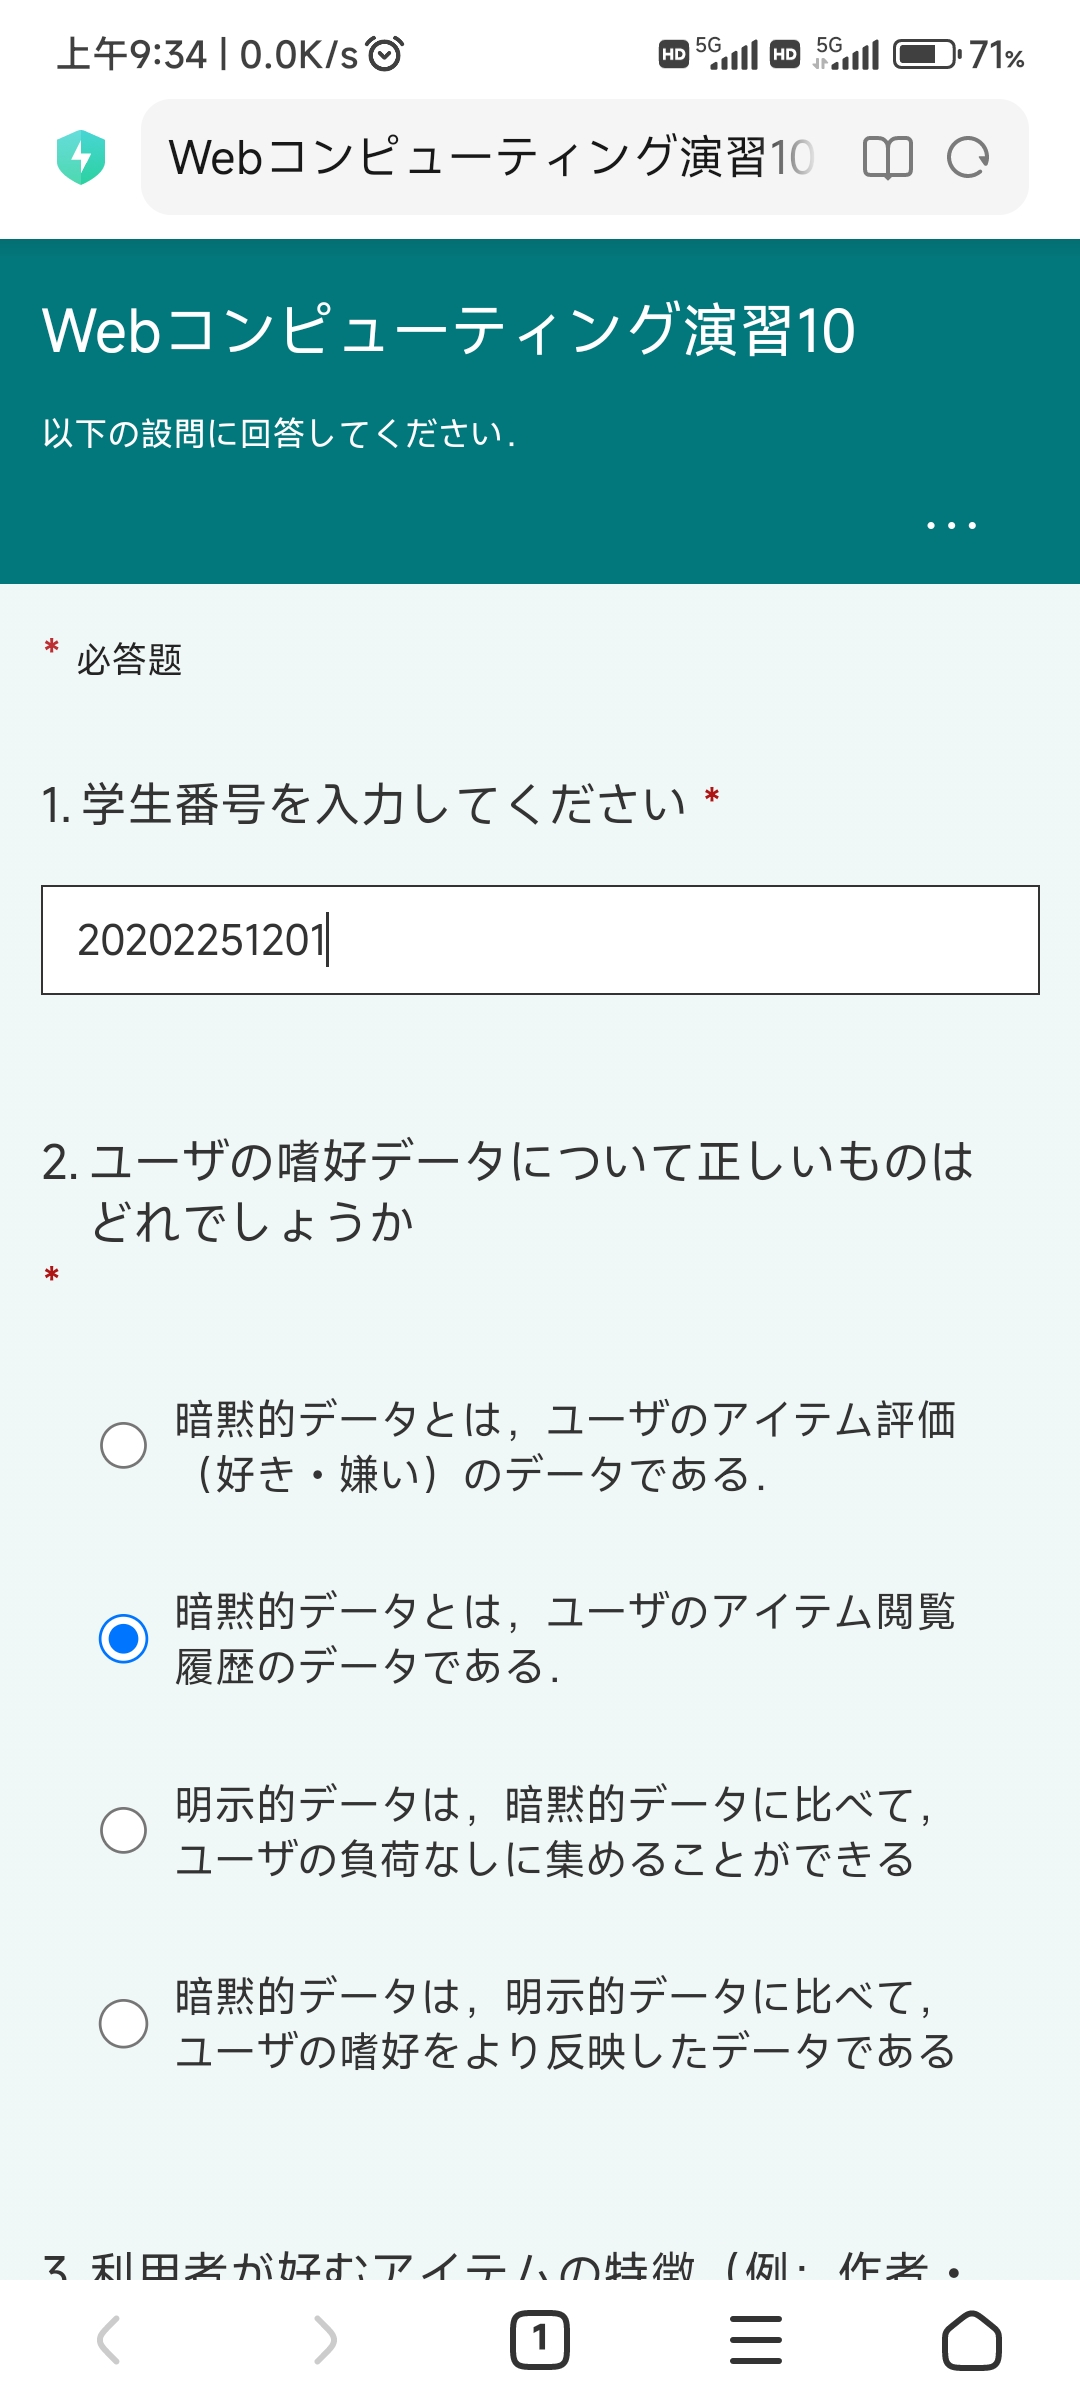 上午9:34 | 0.0K/s
HD 5G HD 5G 71%
Webコンピューティング演習10
Webコンピューティング演習10
以下の設問に回答してください.
...
* 必答题
1. 学生番号を入力してください *
20202251201
2. ユーザの嗜好データについて正しいものは
どれでしょうか
*
暗黙的データとは, ユーザのアイテム評価
（好き・嫌い）のデータである.
暗黙的データとは, ユーザのアイテム閲覧
履歴のデータである.
明示的データは, 暗黙的データに比べて,
ユーザの負荷なしに集めることができる
暗黙的データは, 明示的データに比べて,
ユーザの嗜好をより反映したデータである
3. 利用者が好むアイテムの特徴（例：作者・
1